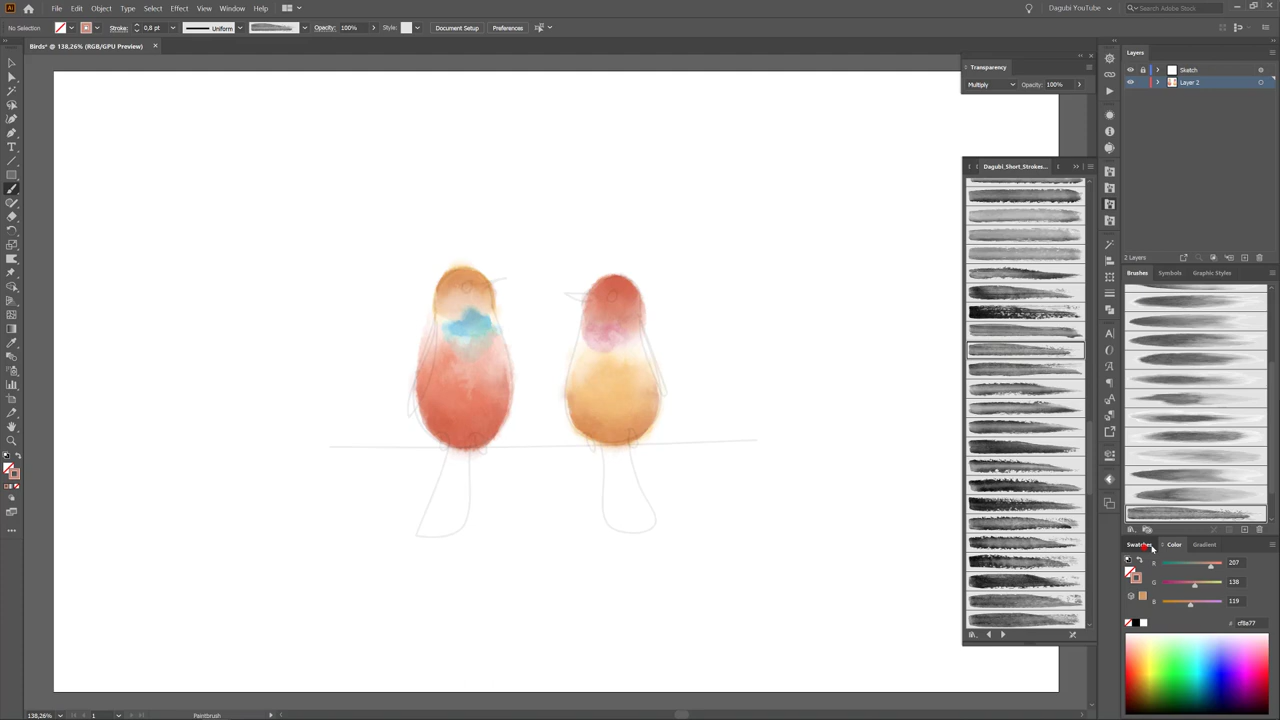 Ai File Edit Object Type Select Effect View Window Help Dagubi YouTube Search Adobe Stock
No Selection Stroke: 0,8 pt Uniform Opacity: 100% Style: Document Setup Preferences
Birds* @ 138,26% (RGB/GPU Preview)
Layers
Transparency
Sketch
Multiply Opacity: 100%
Layer 2
Dagubi_Short_Strokes...
2 Layers
Brushes Symbols Graphic Styles
Swatches Color Gradient
R 207
G 138
B 119
# cf8a77
138,26% 1 Paintbrush